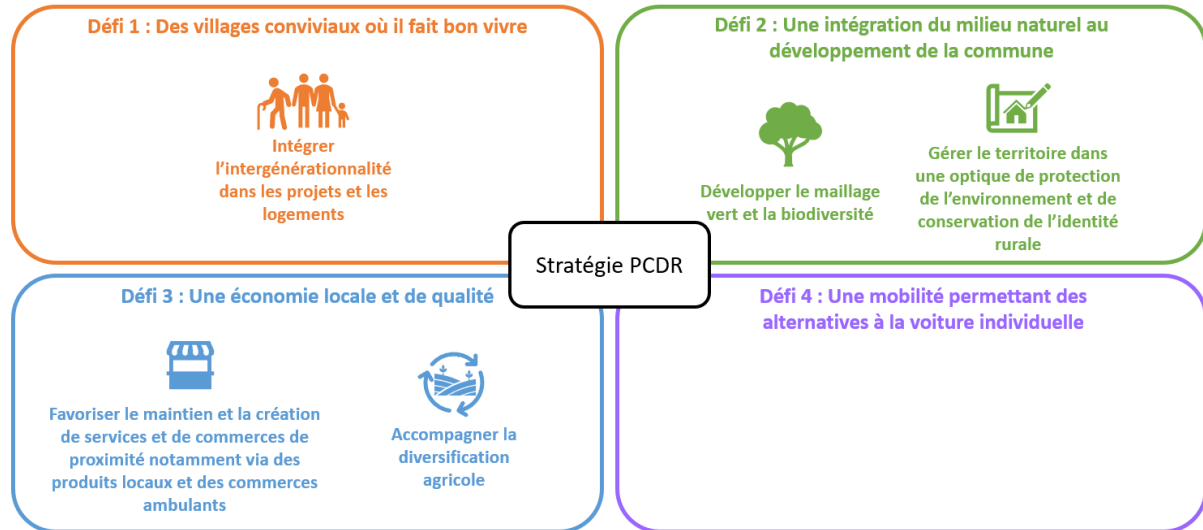 Défi 1 : Des villages conviaux où il fait bon vivre
Intégrer
l’intergénérationnalité
dans les projets et les
logements
Défi 2 : Une intégration du milieu naturel au
développement de la commune
Développer le maillage
vert et la biodiversité
Gérer le territoire dans
une optique de protection
de l’environnement et de
conservation de l’identité
rurale
Stratégie PCDR
Défi 3 : Une économie locale et de qualité
Favoriser le maintien et la création
de services et de commerces de
proximité notamment via des
produits locaux et des commerces
ambulants
Accompagner la
diversification
agricole
Défi 4 : Une mobilité permettant des
alternatives à la voiture individuelle